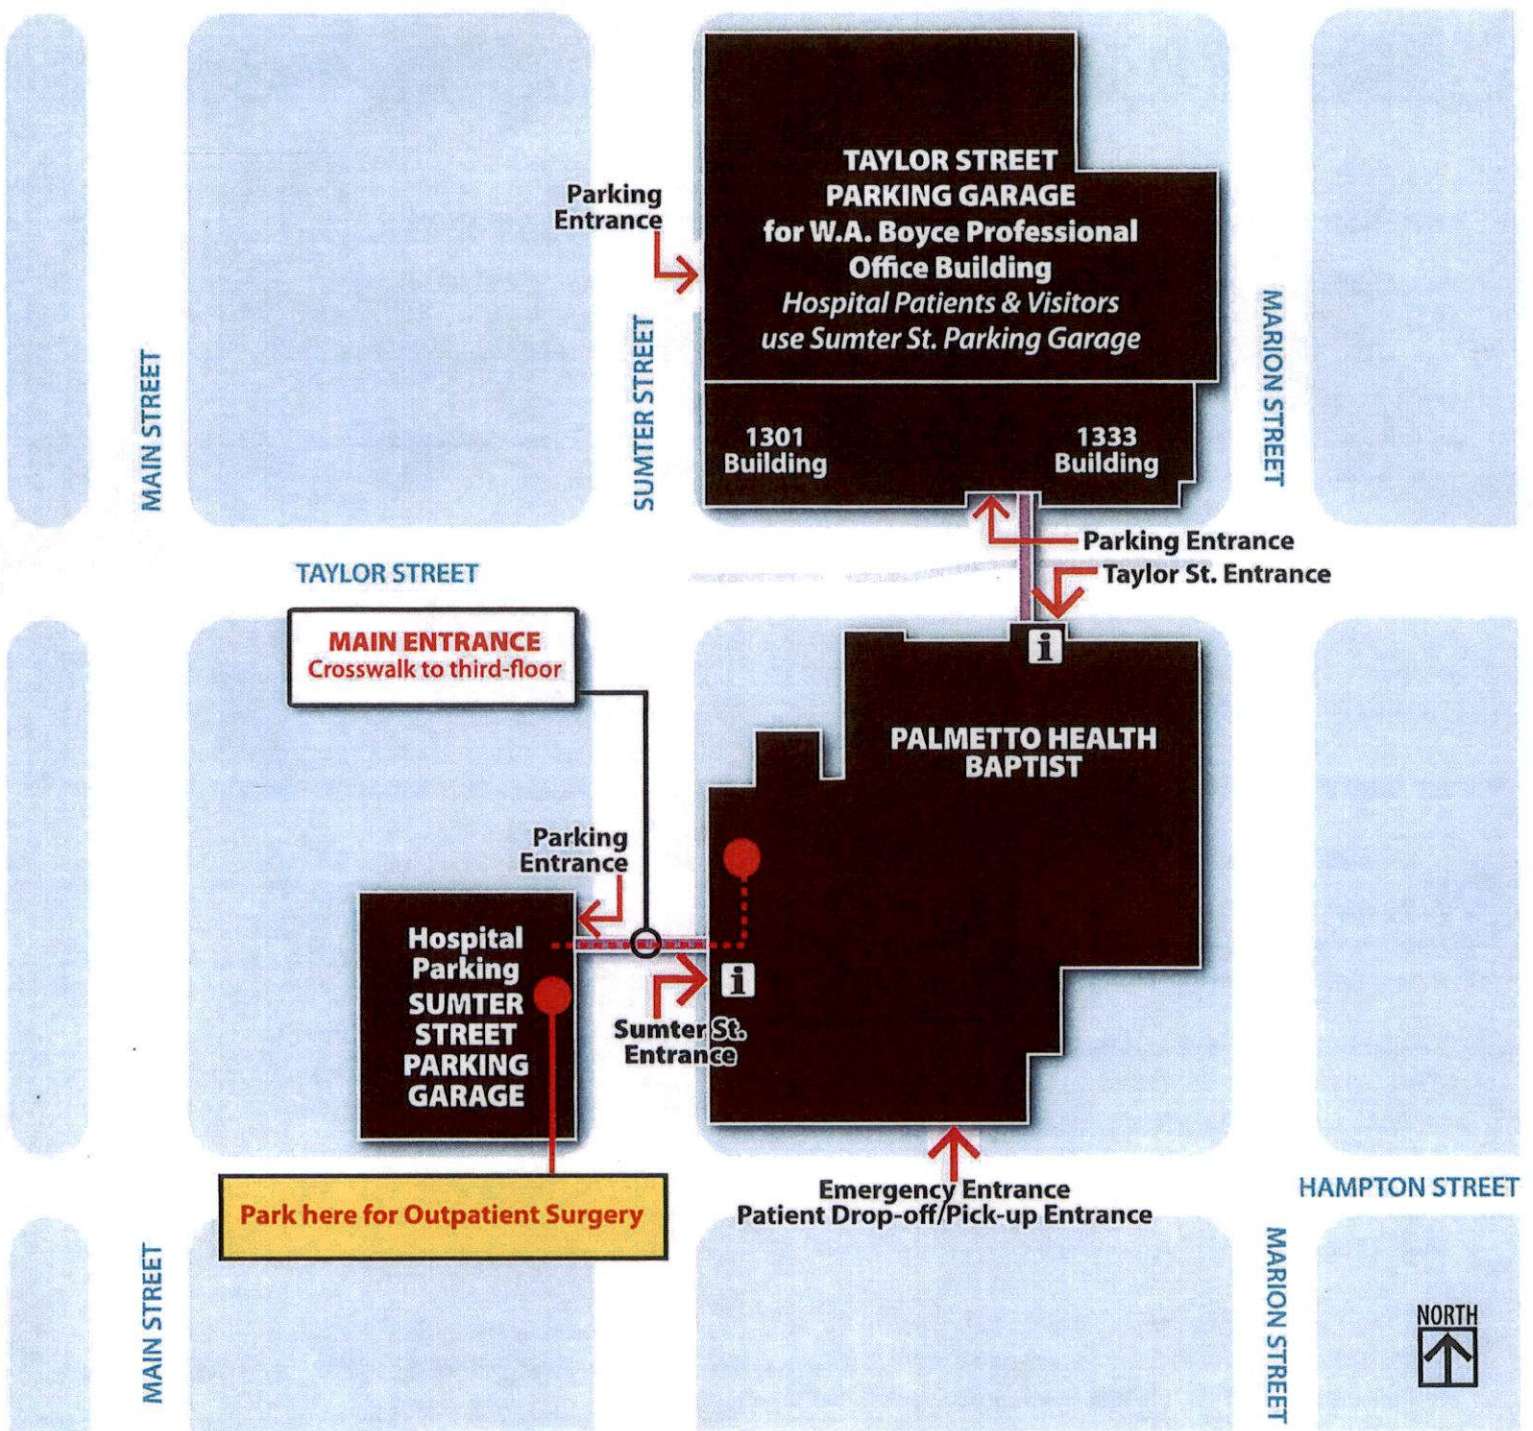 TAYLOR STREET
PARKING GARAGE
for W.A. Boyce Professional
Office Building
Hospital Patients & Visitors
use Sumter St. Parking Garage
Parking
Entrance
MAIN STREET
SUMTER STREET
MARION STREET
1301
Building
1333
Building
Parking Entrance
Taylor St. Entrance
TAYLOR STREET
MAIN ENTRANCE
Crosswalk to third-floor
i
PALMETTO HEALTH
BAPTIST
Parking
Entrance
Hospital
Parking
SUMTER
STREET
PARKING
GARAGE
i
Sumter St.
Entrance
Park here for Outpatient Surgery
Emergency Entrance
Patient Drop-off/Pick-up Entrance
HAMPTON STREET
MAIN STREET
MARION STREET
NORTH